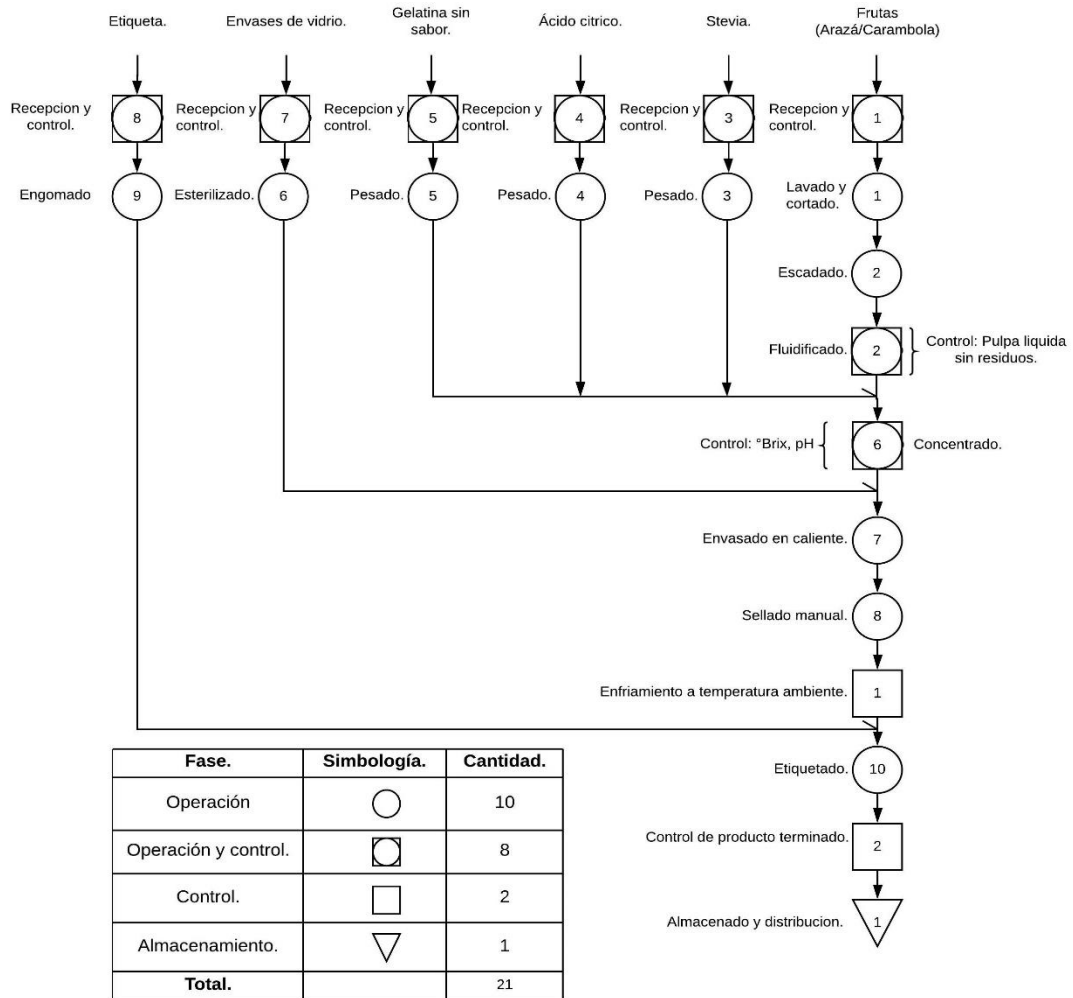 Etiqueta.
Envases de vidrio.
Gelatina sin
sabor.
Ácido citrico.
Stevia.
Frutas
(Arazá/Carambola)
Recepcion y
control.
8
Recepcion y
control.
7
Recepcion y
control.
5
Recepcion y
control.
4
Recepcion y
control.
3
Recepcion y
control.
1
Engomado
9
Esterilizado.
6
Pesado.
5
Pesado.
4
Pesado.
3
Lavado y
cortado.
1
Escadado.
2
Fluidificado.
2
Control: Pulpa liquida
sin residuos.
Control: °Brix, pH
6
Concentrado.
Envasado en caliente.
7
Sellado manual.
8
Enfriamiento a temperatura ambiente.
1
Etiquetado.
10
Control de producto terminado.
2
Almacenado y distribucion.
1
Fase. Simbología. Cantidad.
Operación 10
Operación y control. 8
Control. 2
Almacenamiento. 1
Total. 21